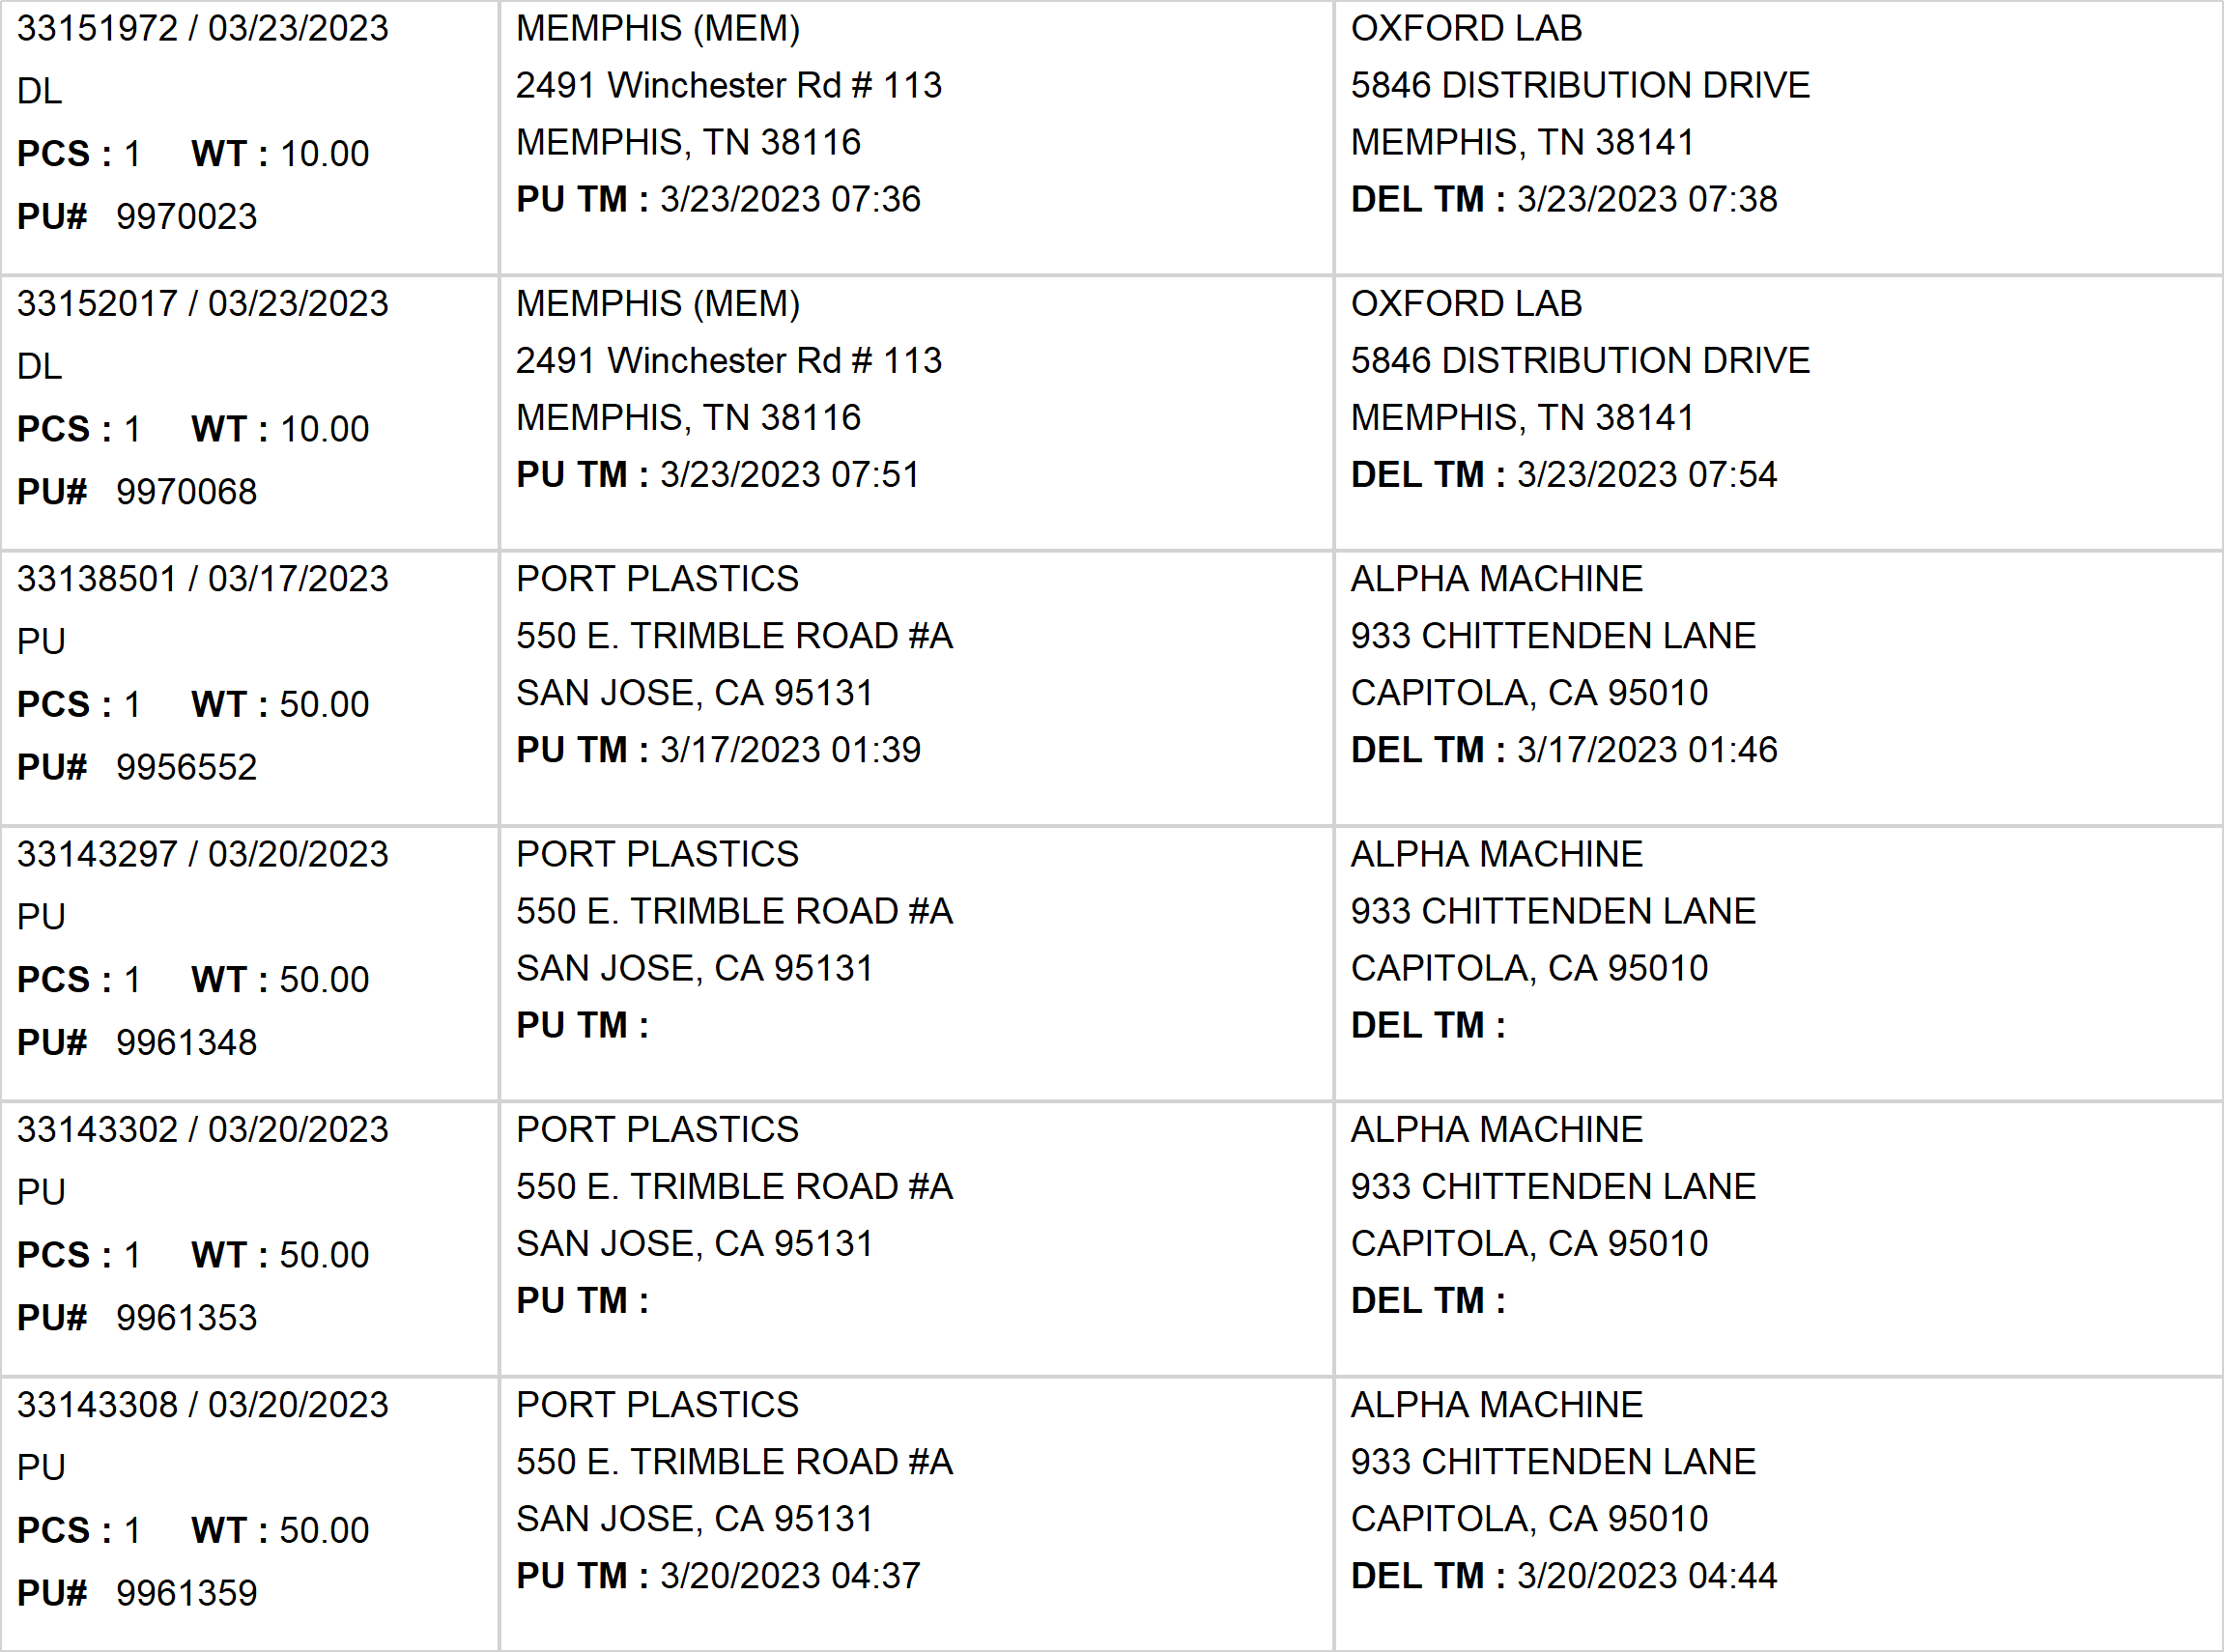 33151972 / 03/23/2023
DL
PCS : 1 WT : 10.00
PU# 9970023
MEMPHIS (MEM)
2491 Winchester Rd # 113
MEMPHIS, TN 38116
PU TM : 3/23/2023 07:36
OXFORD LAB
5846 DISTRIBUTION DRIVE
MEMPHIS, TN 38141
DEL TM : 3/23/2023 07:38
33152017 / 03/23/2023
DL
PCS : 1 WT : 10.00
PU# 9970068
MEMPHIS (MEM)
2491 Winchester Rd # 113
MEMPHIS, TN 38116
PU TM : 3/23/2023 07:51
OXFORD LAB
5846 DISTRIBUTION DRIVE
MEMPHIS, TN 38141
DEL TM : 3/23/2023 07:54
33138501 / 03/17/2023
PU
PCS : 1 WT : 50.00
PU# 9956552
PORT PLASTICS
550 E. TRIMBLE ROAD #A
SAN JOSE, CA 95131
PU TM : 3/17/2023 01:39
ALPHA MACHINE
933 CHITTENDEN LANE
CAPITOLA, CA 95010
DEL TM : 3/17/2023 01:46
33143297 / 03/20/2023
PU
PCS : 1 WT : 50.00
PU# 9961348
PORT PLASTICS
550 E. TRIMBLE ROAD #A
SAN JOSE, CA 95131
PU TM :
ALPHA MACHINE
933 CHITTENDEN LANE
CAPITOLA, CA 95010
DEL TM :
33143302 / 03/20/2023
PU
PCS : 1 WT : 50.00
PU# 9961353
PORT PLASTICS
550 E. TRIMBLE ROAD #A
SAN JOSE, CA 95131
PU TM :
ALPHA MACHINE
933 CHITTENDEN LANE
CAPITOLA, CA 95010
DEL TM :
33143308 / 03/20/2023
PU
PCS : 1 WT : 50.00
PU# 9961359
PORT PLASTICS
550 E. TRIMBLE ROAD #A
SAN JOSE, CA 95131
PU TM : 3/20/2023 04:37
ALPHA MACHINE
933 CHITTENDEN LANE
CAPITOLA, CA 95010
DEL TM : 3/20/2023 04:44